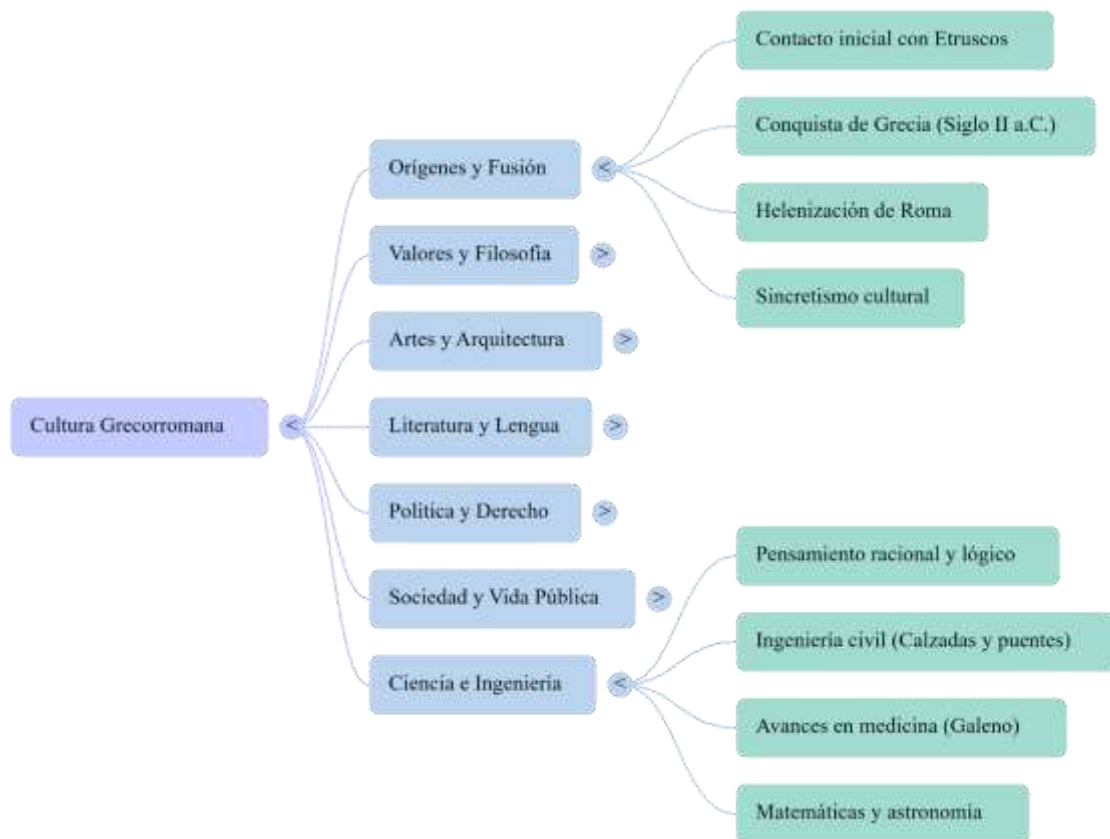 Contacto inicial con Etruscos
Conquista de Grecia (Siglo II a.C.)
Orígenes y Fusión
<
Helenización de Roma
Valores y Filosofía
>
Sincretismo cultural
Artes y Arquitectura
>
Cultura Grecorromana
<
Literatura y Lengua
>
Política y Derecho
>
Pensamiento racional y lógico
Sociedad y Vida Pública
>
Ingeniería civil (Calzadas y puentes)
Ciencia e Ingeniería
<
Avances en medicina (Galeno)
Matemáticas y astronomía